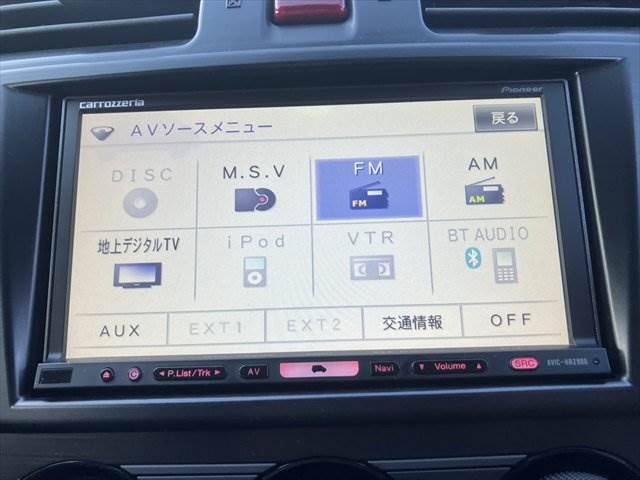 carrozzeria Pioneer
AVソースメニュー 戻る
DISC M.S.V FM AM
FM AM
地上デジタルTV iPod VTR BT AUDIO
AUX EXT1 EXT2 交通情報 OFF
P.List/Trk AV Navi Volume SRC